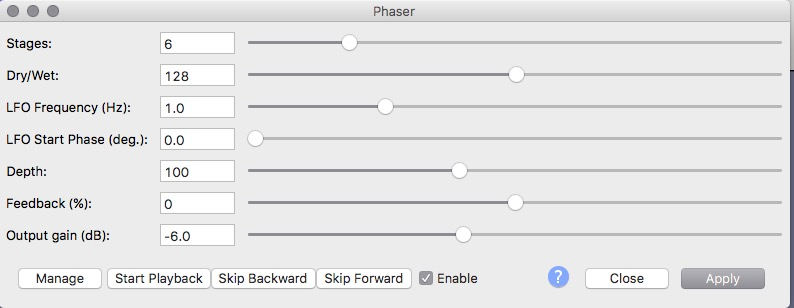 Phaser
Stages: 6
Dry/Wet: 128
LFO Frequency (Hz): 1.0
LFO Start Phase (deg.): 0.0
Depth: 100
Feedback (%): 0
Output gain (dB): -6.0
Manage Start Playback Skip Backward Skip Forward Enable ? Close Apply